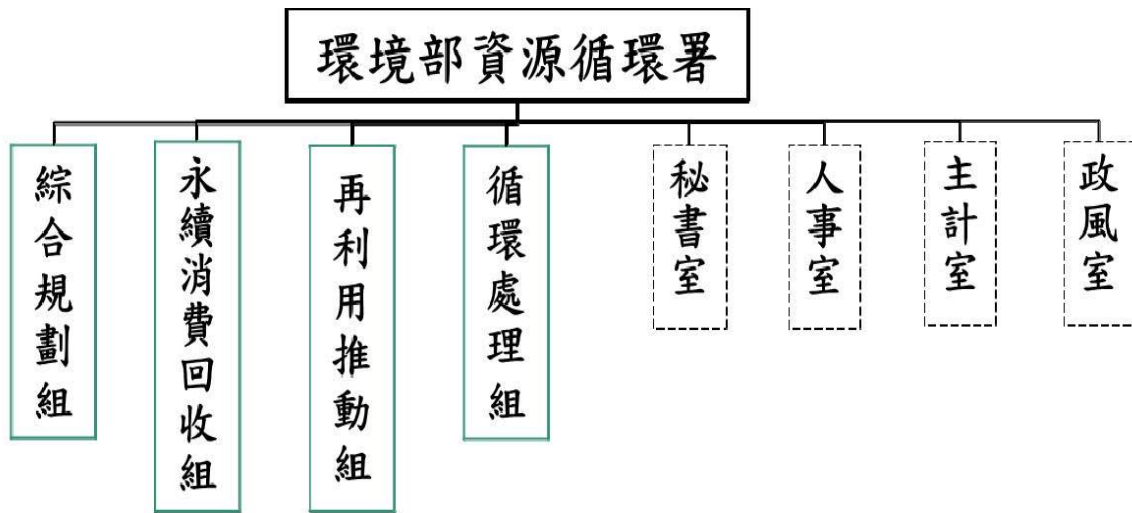 環境部資源循環署
綜合規劃組
永續消費回收組
再利用推動組
循環處理組
秘書室
人事室
主計室
政風室